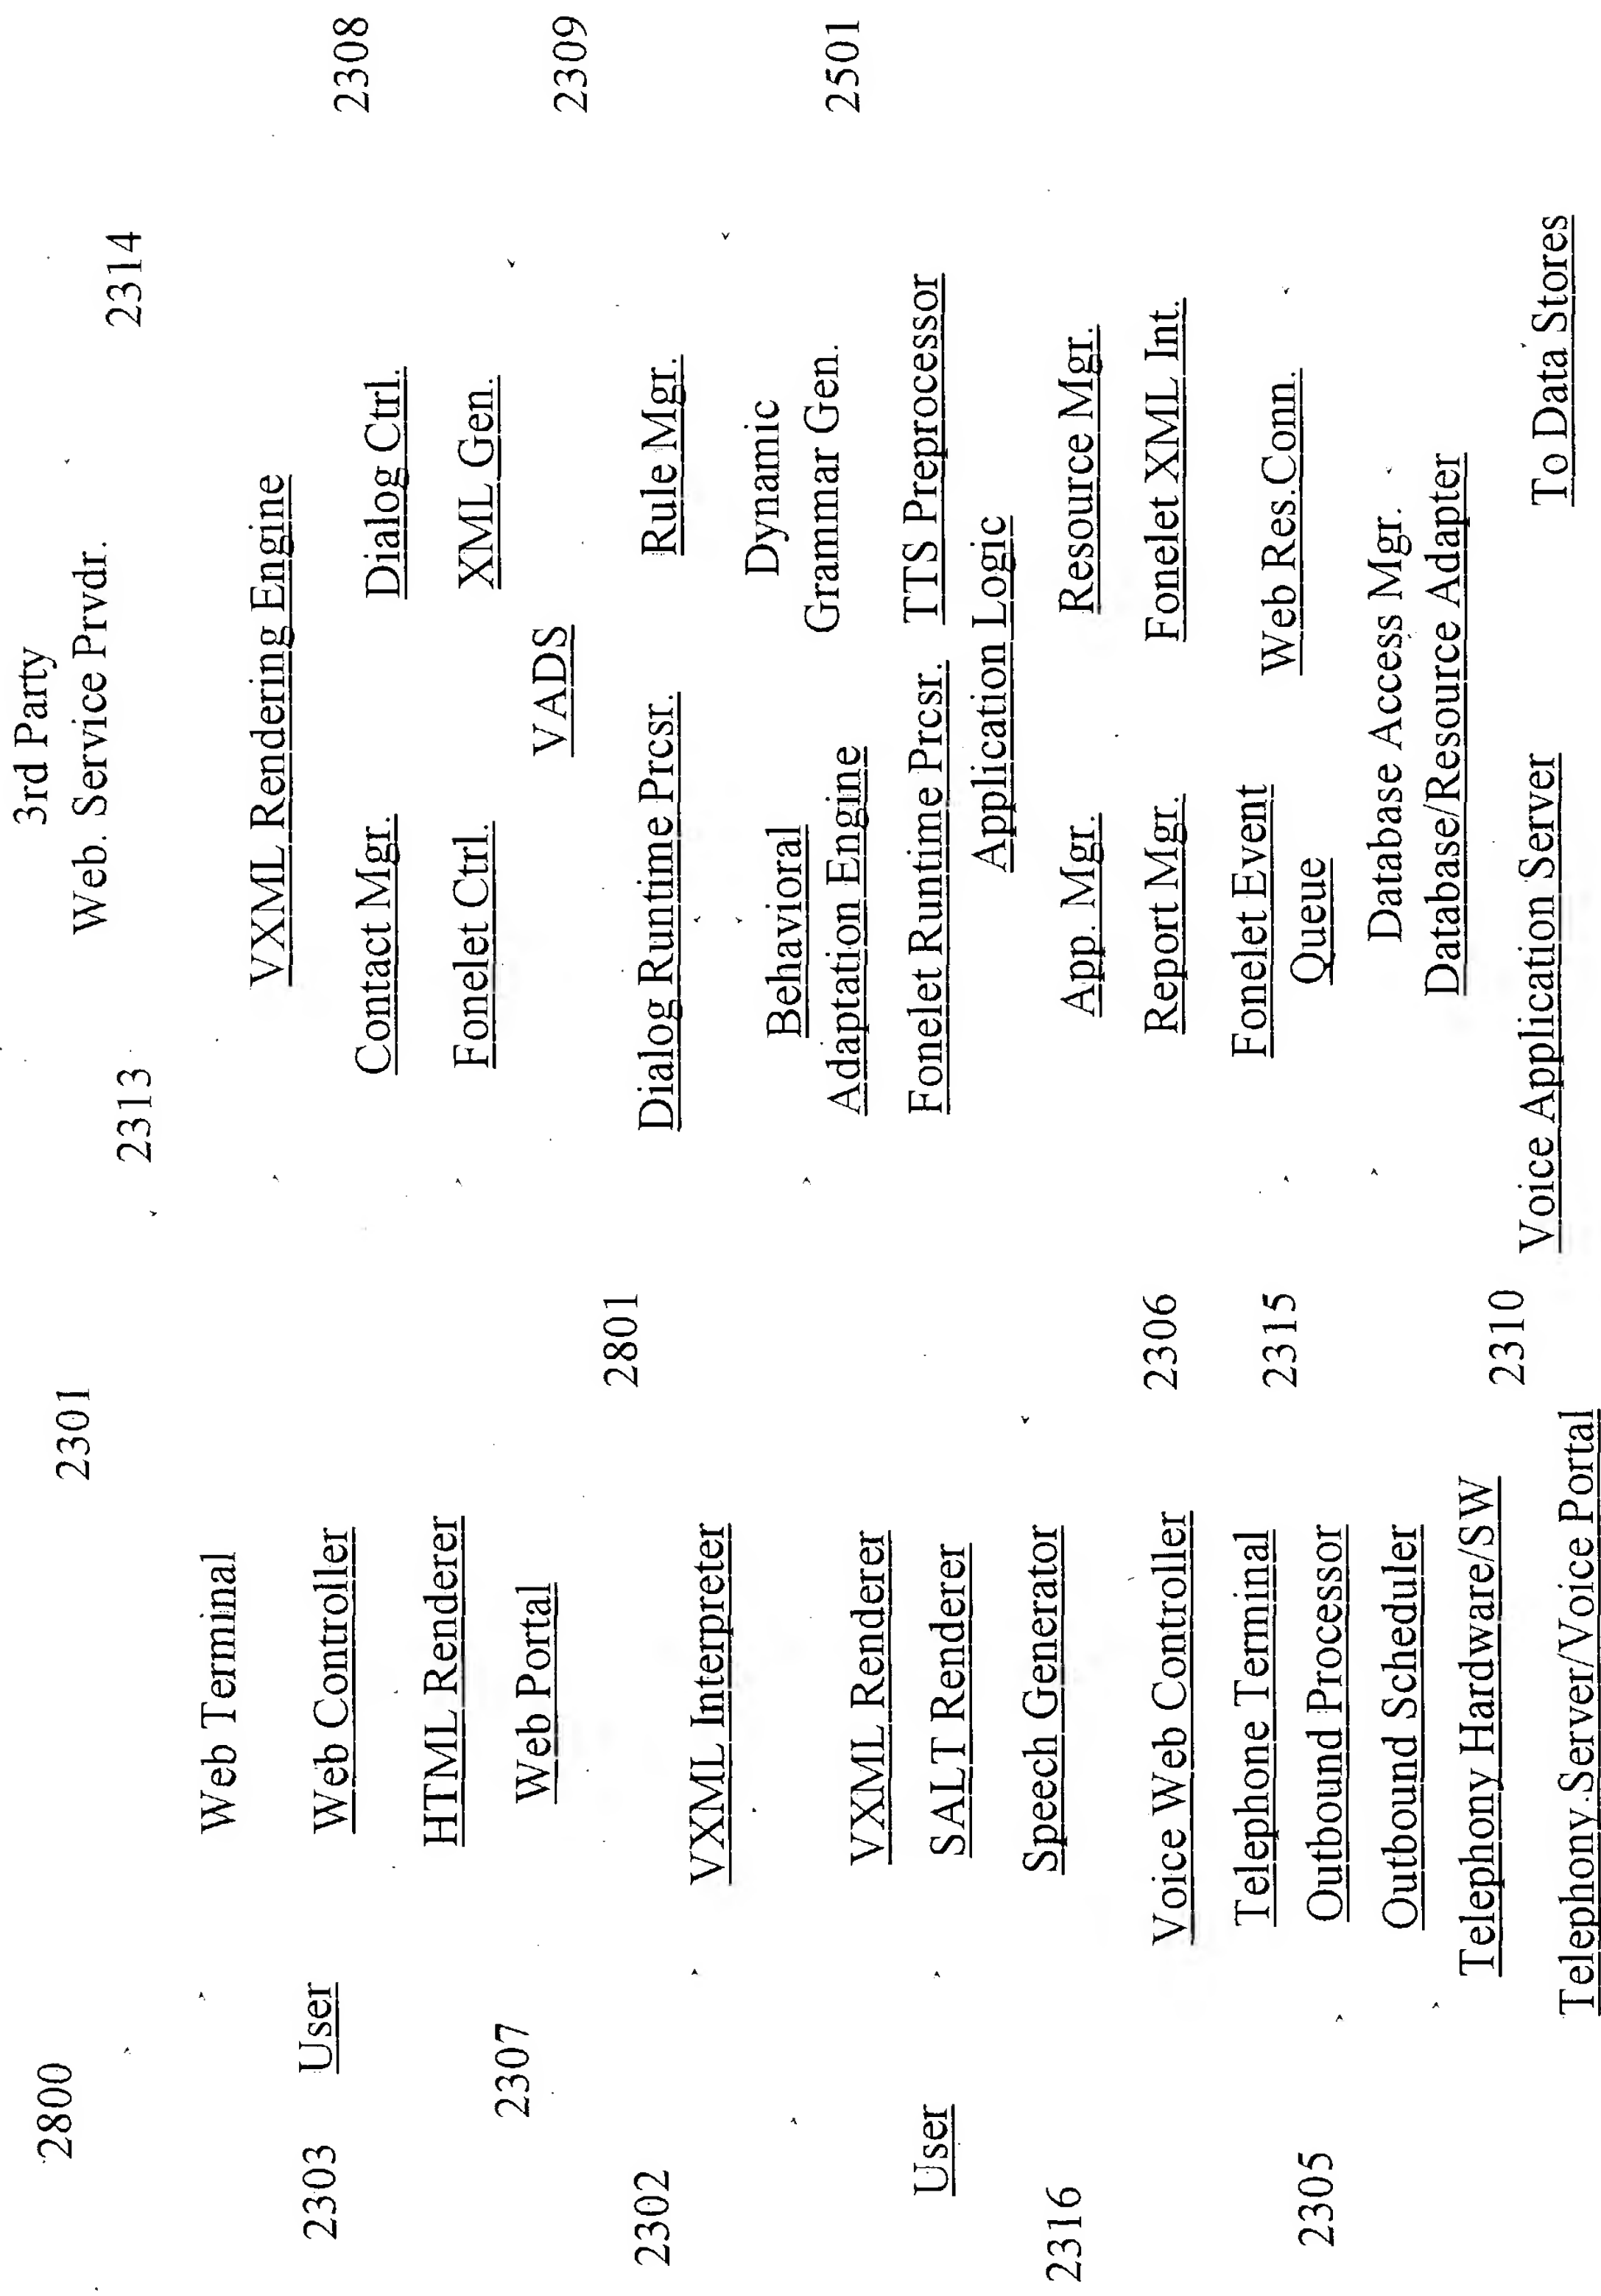 2800
2301
3rd Party
Web. Service Prvdr.
2313
2314
Web Terminal
2303
User
Web Controller
HTML Renderer
2307
Web Portal
VXML Rendering Engine
Contact Mgr.
Dialog Ctrl.
2308
Fonelet Ctrl.
XML Gen.
VADS
2309
2302
2801
VXML Interpreter
Dialog Runtime Prcsr.
Rule Mgr.
Behavioral
Adaptation Engine
Dynamic
Grammar Gen.
2501
User
VXML Renderer
SALT Renderer
Speech Generator
2316
Fonelet Runtime Prcsr.
TTS Preprocessor
Application Logic
App. Mgr.
Resource Mgr.
Voice Web Controller
2306
Report Mgr.
Fonelet XML Int.
2305
Telephone Terminal
2315
Fonelet Event
Queue
Web Res.Conn.
Outbound Processor
Outbound Scheduler
Database Access Mgr.
Database/Resource Adapter
Telephony Hardware/SW
2310
Telephony Server/Voice Portal
Voice Application Server
To Data Stores